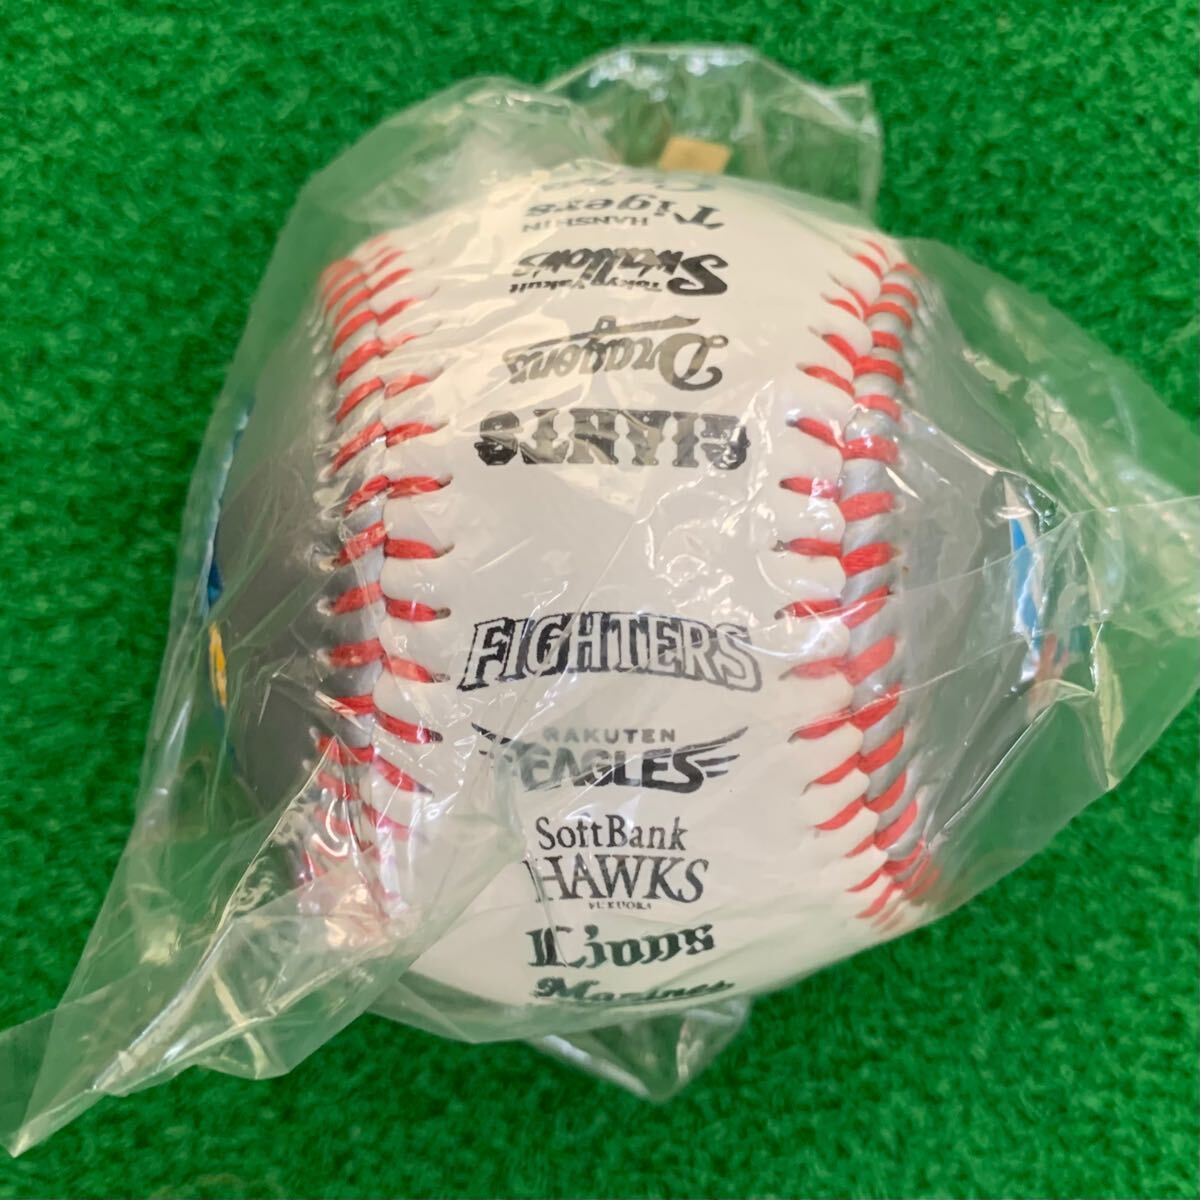 HANSHIN
Tigers
Tokyo Yakult
Swallows
Dragons
GIANTS
FIGHTERS
RAKUTEN
EAGLES
SoftBank
HAWKS
FUKUOKA
Lions
Marines